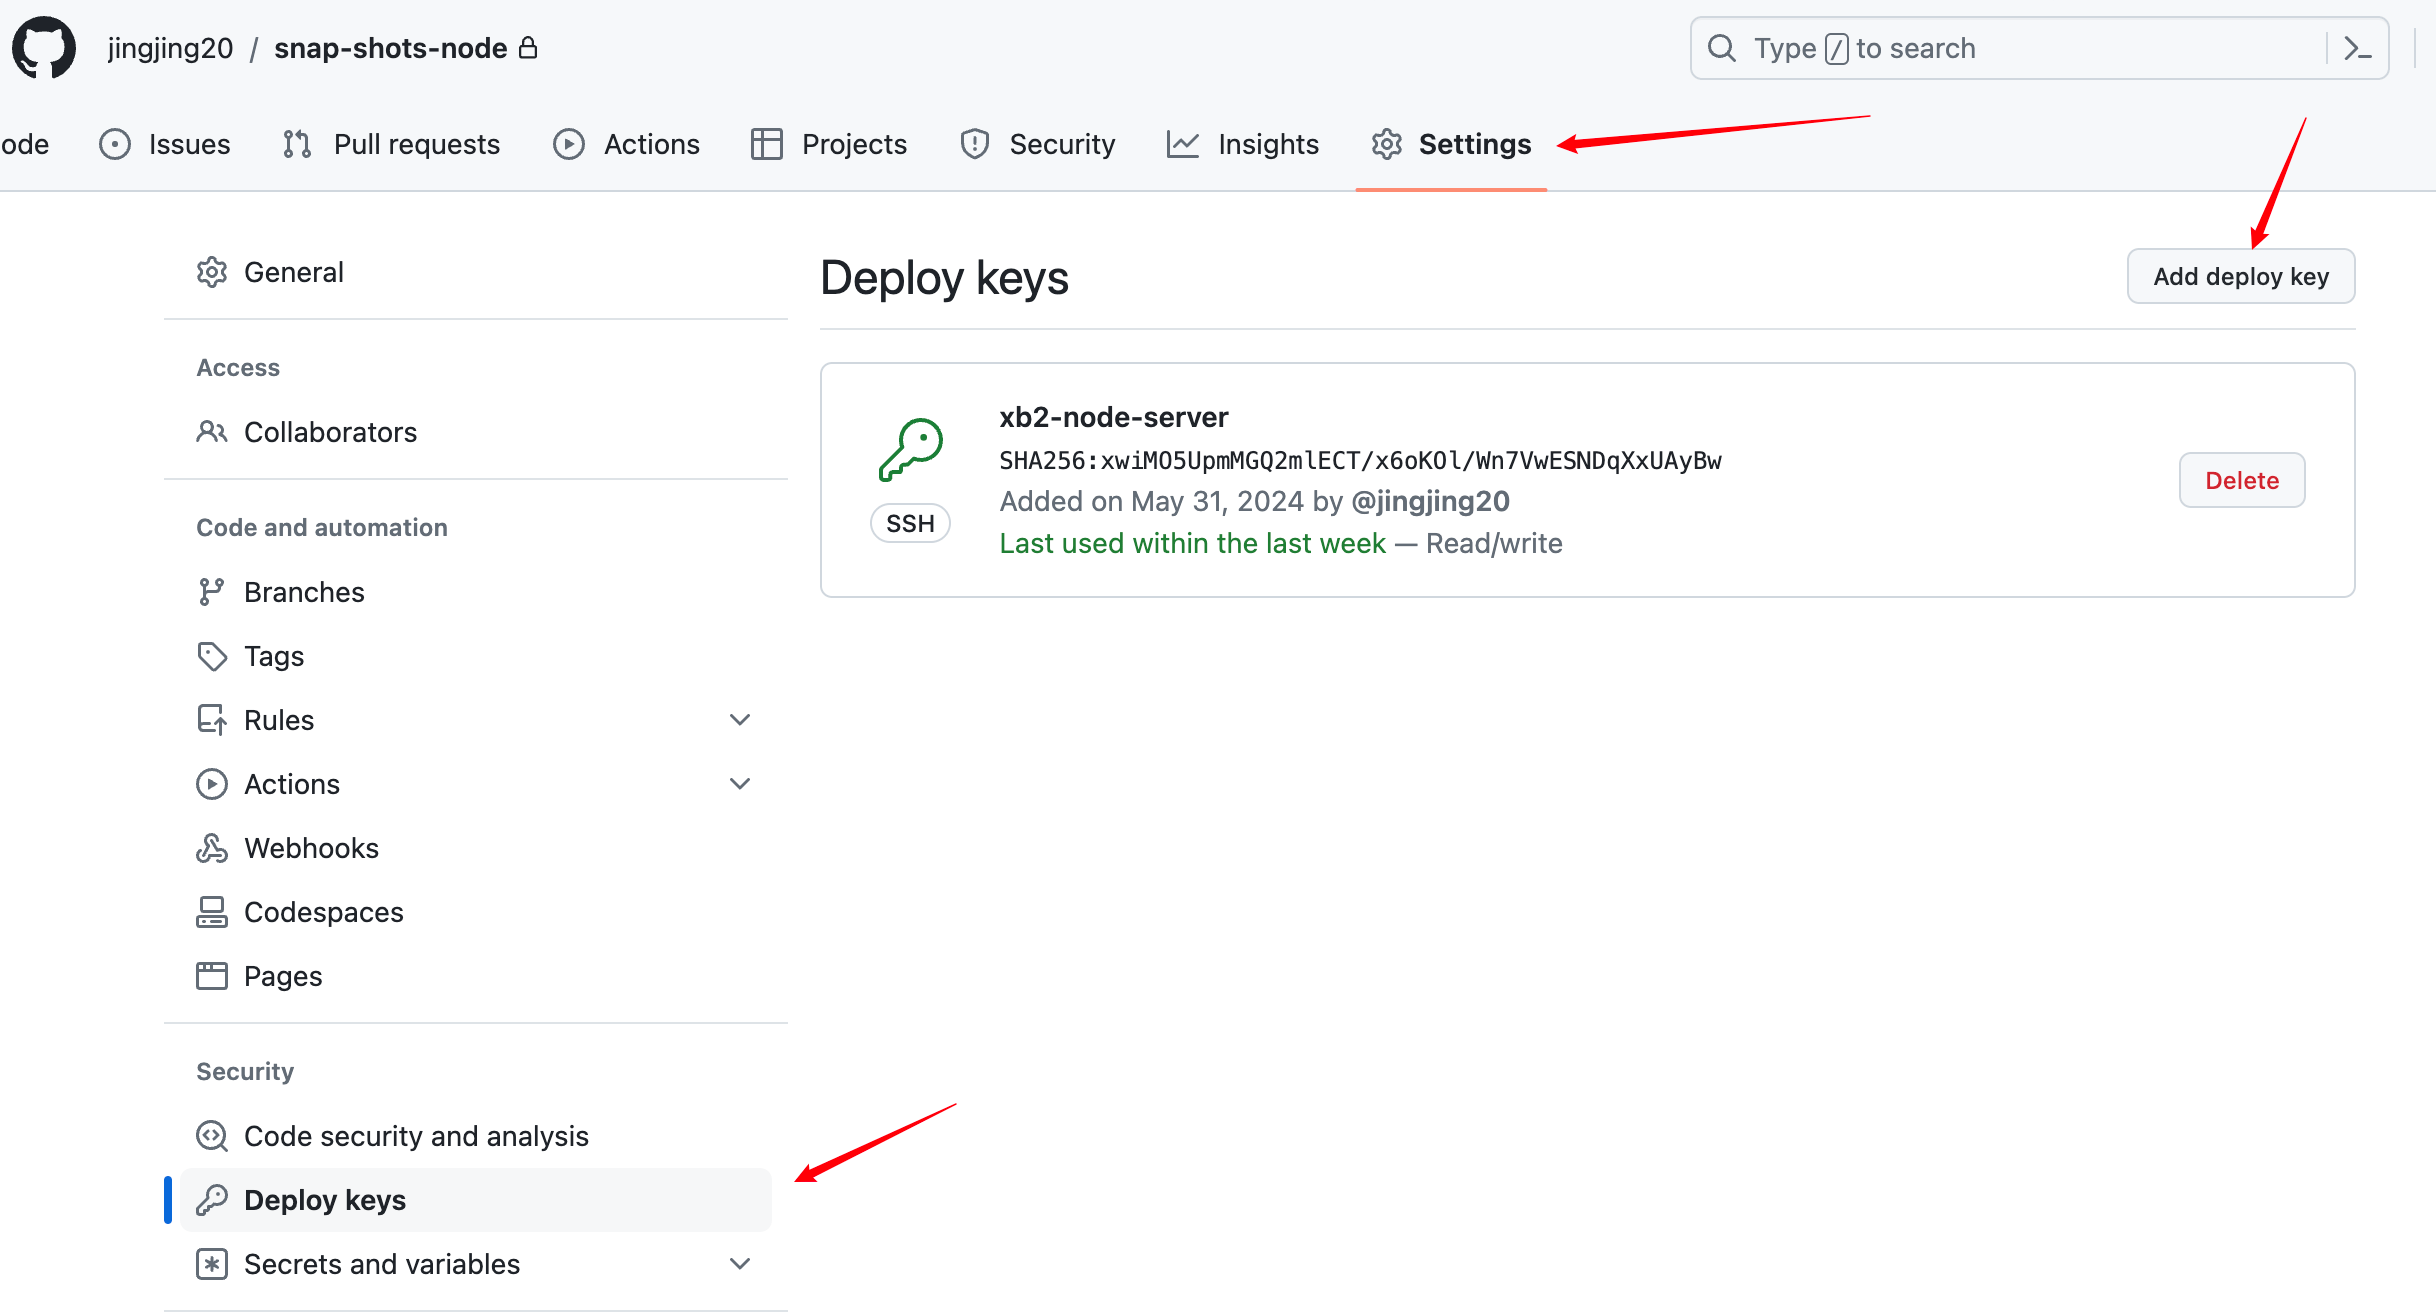 jingjing20 / snap-shots-node
Type / to search
ode Issues Pull requests Actions Projects Security Insights Settings
General
Access
Collaborators
Code and automation
Branches
Tags
Rules
Actions
Webhooks
Codespaces
Pages
Security
Code security and analysis
Deploy keys
Secrets and variables
Deploy keys
Add deploy key
xb2-node-server
SHA256:xwiMO5UpmMGQ2mlECT/x6oKOl/Wn7VwESNDqXxUAyBw
Added on May 31, 2024 by @jingjing20
Last used within the last week — Read/write
SSH
Delete